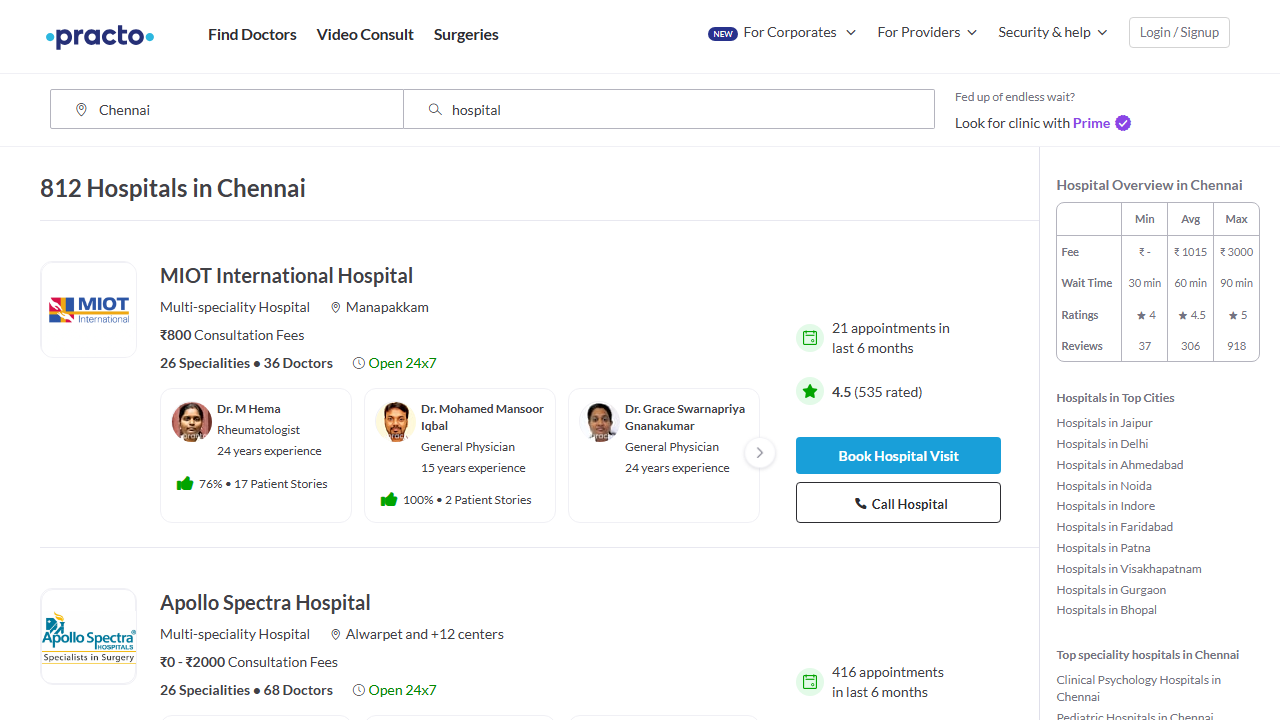 practo
Find Doctors
Video Consult
Surgeries
NEW For Corporates
For Providers
Security & help
Login / Signup
Chennai
hospital
Fed up of endless wait?
Look for clinic with Prime
812 Hospitals in Chennai
MIOT
International
MIOT International Hospital
Multi-speciality Hospital
Manapakkam
₹800 Consultation Fees
26 Specialities • 36 Doctors
Open 24x7
Dr. M Hema
Rheumatologist
24 years experience
76% • 17 Patient Stories
Dr. Mohamed Mansoor
Iqbal
General Physician
15 years experience
100% • 2 Patient Stories
Dr. Grace Swarnapriya
Gnanakumar
General Physician
24 years experience
21 appointments in
last 6 months
4.5 (535 rated)
Book Hospital Visit
Call Hospital
Apollo Spectra
HOSPITALS
Specialists in Surgery
Apollo Spectra Hospital
Multi-speciality Hospital
Alwarpet and +12 centers
₹0 - ₹2000 Consultation Fees
26 Specialities • 68 Doctors
Open 24x7
416 appointments
in last 6 months
Hospital Overview in Chennai
Min Avg Max
Fee ₹ - ₹ 1015 ₹ 3000
Wait Time 30 min 60 min 90 min
Ratings ★ 4 ★ 4.5 ★ 5
Reviews 37 306 918
Hospitals in Top Cities
Hospitals in Jaipur
Hospitals in Delhi
Hospitals in Ahmedabad
Hospitals in Noida
Hospitals in Indore
Hospitals in Faridabad
Hospitals in Patna
Hospitals in Visakhapatnam
Hospitals in Gurgaon
Hospitals in Bhopal
Top speciality hospitals in Chennai
Clinical Psychology Hospitals in
Chennai
Pediatric Hospitals in Chennai